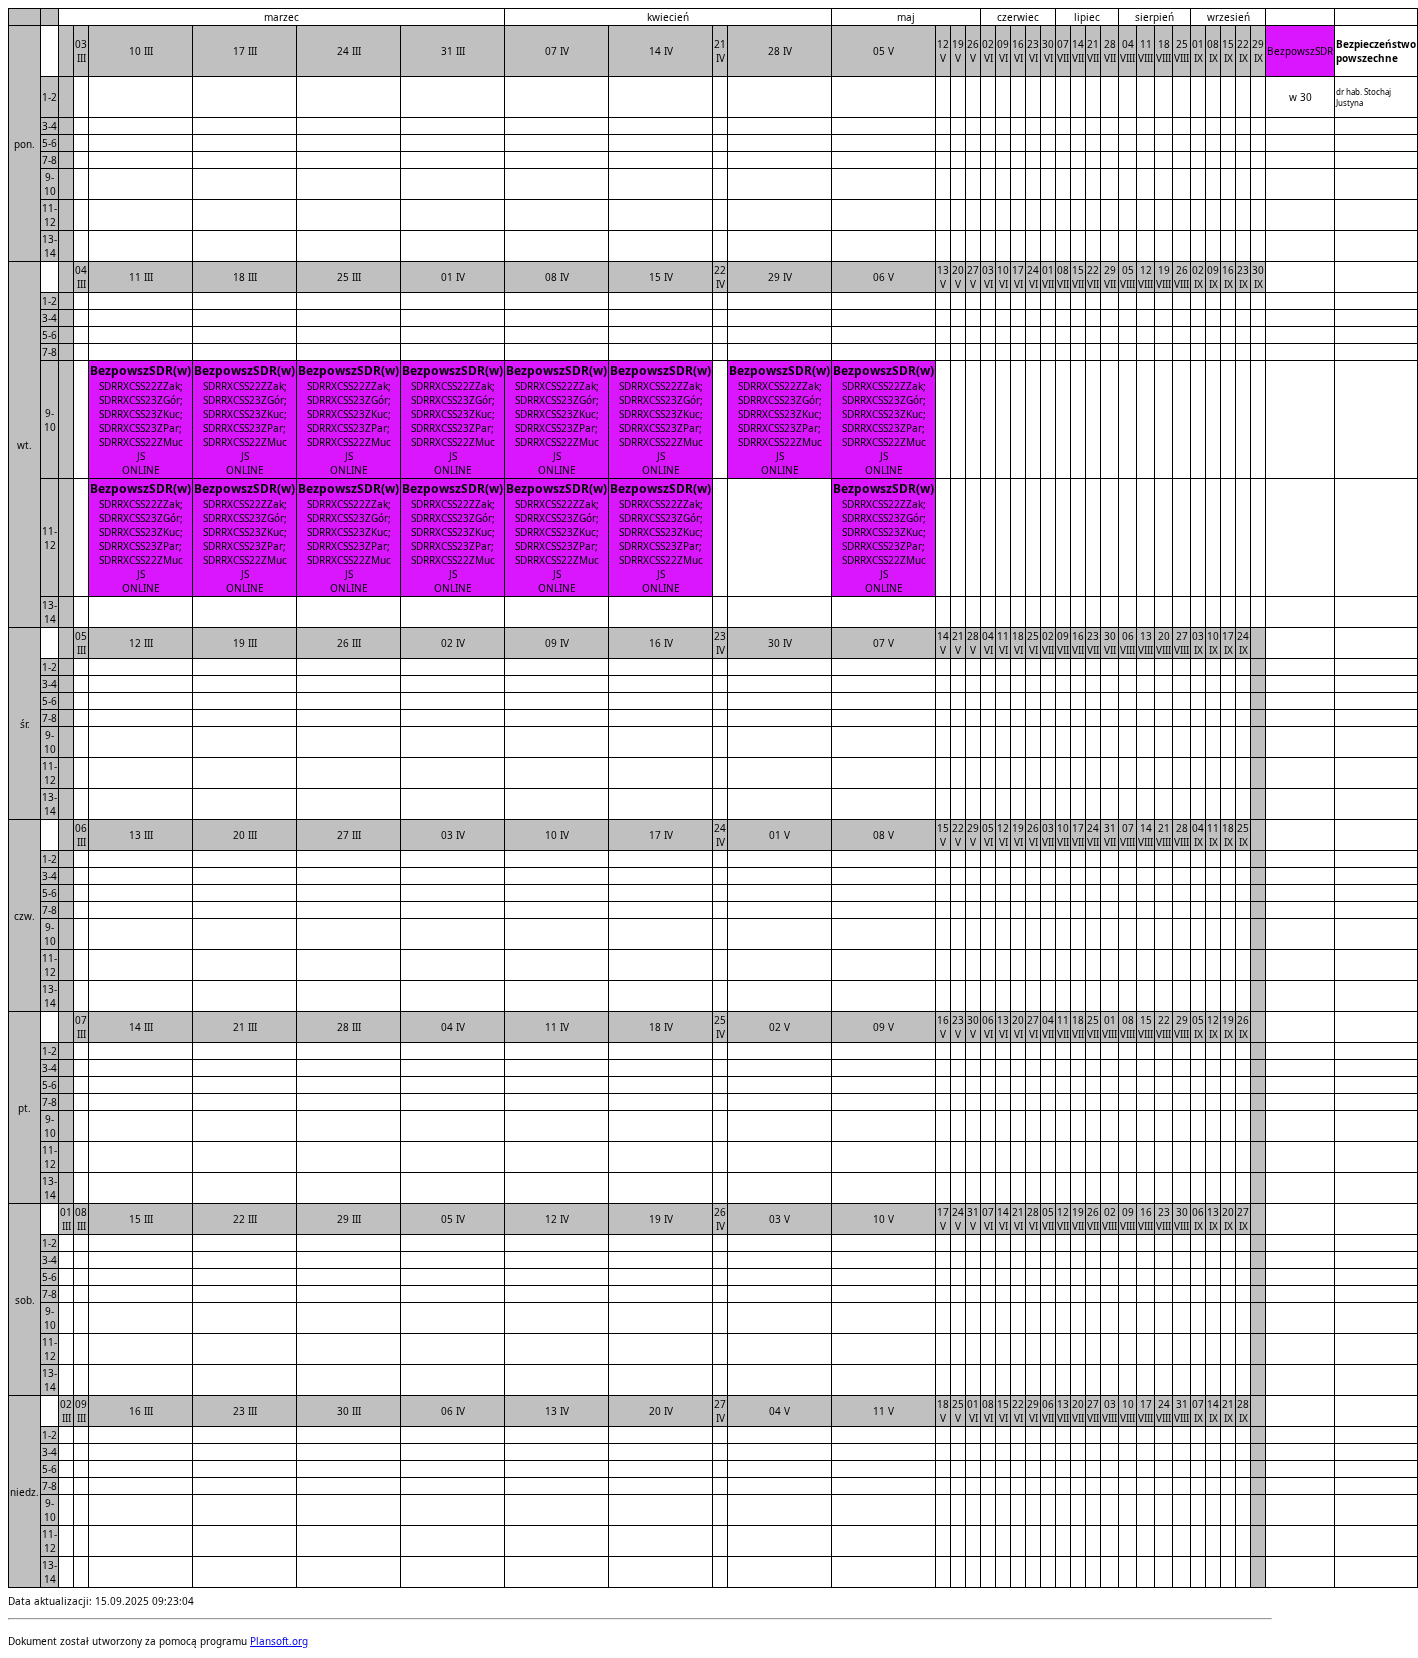 marzec kwiecień maj czerwiec lipiec sierpień wrzesień
pon. 03 III 10 III 17 III 24 III 31 III 07 IV 14 IV 21 IV 28 IV 05 V 12 V 19 V 26 V 02 VI 09 VI 16 VI 23 VI 30 VI 07 VII 14 VII 21 VII 28 VII 04 VIII 11 VIII 18 VIII 25 VIII 01 IX 08 IX 15 IX 22 IX 29 IX BezpowszSDR Bezpieczeństwo powszechne
1-2 w 30 dr hab. Stochaj Justyna
3-4
5-6
7-8
9-10
11-12
13-14
wt. 04 III 11 III 18 III 25 III 01 IV 08 IV 15 IV 22 IV 29 IV 06 V 13 V 20 V 27 V 03 VI 10 VI 17 VI 24 VI 01 VII 08 VII 15 VII 22 VII 29 VII 05 VIII 12 VIII 19 VIII 26 VIII 02 IX 09 IX 16 IX 23 IX 30 IX
1-2
3-4
5-6
7-8
9-10
BezpowszSDR(w) BezpowszSDR(w) BezpowszSDR(w) BezpowszSDR(w) BezpowszSDR(w) BezpowszSDR(w) BezpowszSDR(w) BezpowszSDR(w)
SDRRXCSS22ZZak; SDRRXCSS22ZZak; SDRRXCSS22ZZak; SDRRXCSS22ZZak; SDRRXCSS22ZZak; SDRRXCSS22ZZak; SDRRXCSS22ZZak; SDRRXCSS22ZZak;
SDRRXCSS23ZGór; SDRRXCSS23ZGór; SDRRXCSS23ZGór; SDRRXCSS23ZGór; SDRRXCSS23ZGór; SDRRXCSS23ZGór; SDRRXCSS23ZGór; SDRRXCSS23ZGór;
SDRRXCSS23ZKuc; SDRRXCSS23ZKuc; SDRRXCSS23ZKuc; SDRRXCSS23ZKuc; SDRRXCSS23ZKuc; SDRRXCSS23ZKuc; SDRRXCSS23ZKuc; SDRRXCSS23ZKuc;
SDRRXCSS23ZPar; SDRRXCSS23ZPar; SDRRXCSS23ZPar; SDRRXCSS23ZPar; SDRRXCSS23ZPar; SDRRXCSS23ZPar; SDRRXCSS23ZPar; SDRRXCSS23ZPar;
SDRRXCSS22ZMuc SDRRXCSS22ZMuc SDRRXCSS22ZMuc SDRRXCSS22ZMuc SDRRXCSS22ZMuc SDRRXCSS22ZMuc SDRRXCSS22ZMuc SDRRXCSS22ZMuc
JS JS JS JS JS JS JS JS
ONLINE ONLINE ONLINE ONLINE ONLINE ONLINE ONLINE ONLINE
11-12
BezpowszSDR(w) BezpowszSDR(w) BezpowszSDR(w) BezpowszSDR(w) BezpowszSDR(w) BezpowszSDR(w) BezpowszSDR(w)
SDRRXCSS22ZZak; SDRRXCSS22ZZak; SDRRXCSS22ZZak; SDRRXCSS22ZZak; SDRRXCSS22ZZak; SDRRXCSS22ZZak; SDRRXCSS22ZZak;
SDRRXCSS23ZGór; SDRRXCSS23ZGór; SDRRXCSS23ZGór; SDRRXCSS23ZGór; SDRRXCSS23ZGór; SDRRXCSS23ZGór; SDRRXCSS23ZGór;
SDRRXCSS23ZKuc; SDRRXCSS23ZKuc; SDRRXCSS23ZKuc; SDRRXCSS23ZKuc; SDRRXCSS23ZKuc; SDRRXCSS23ZKuc; SDRRXCSS23ZKuc;
SDRRXCSS23ZPar; SDRRXCSS23ZPar; SDRRXCSS23ZPar; SDRRXCSS23ZPar; SDRRXCSS23ZPar; SDRRXCSS23ZPar; SDRRXCSS23ZPar;
SDRRXCSS22ZMuc SDRRXCSS22ZMuc SDRRXCSS22ZMuc SDRRXCSS22ZMuc SDRRXCSS22ZMuc SDRRXCSS22ZMuc SDRRXCSS22ZMuc
JS JS JS JS JS JS JS
ONLINE ONLINE ONLINE ONLINE ONLINE ONLINE ONLINE
13-14
śr. 05 III 12 III 19 III 26 III 02 IV 09 IV 16 IV 23 IV 30 IV 07 V 14 V 21 V 28 V 04 VI 11 VI 18 VI 25 VI 02 VII 09 VII 16 VII 23 VII 30 VII 06 VIII 13 VIII 20 VIII 27 VIII 03 IX 10 IX 17 IX 24 IX
1-2
3-4
5-6
7-8
9-10
11-12
13-14
czw. 06 III 13 III 20 III 27 III 03 IV 10 IV 17 IV 24 IV 01 V 08 V 15 V 22 V 29 V 05 VI 12 VI 19 VI 26 VI 03 VII 10 VII 17 VII 24 VII 31 VII 07 VIII 14 VIII 21 VIII 28 VIII 04 IX 11 IX 18 IX 25 IX
1-2
3-4
5-6
7-8
9-10
11-12
13-14
pt. 07 III 14 III 21 III 28 III 04 IV 11 IV 18 IV 25 IV 02 V 09 V 16 V 23 V 30 V 06 VI 13 VI 20 VI 27 VI 04 VII 11 VII 18 VII 25 VII 01 VIII 08 VIII 15 VIII 22 VIII 29 VIII 05 IX 12 IX 19 IX 26 IX
1-2
3-4
5-6
7-8
9-10
11-12
13-14
sob. 01 III 08 III 15 III 22 III 29 III 05 IV 12 IV 19 IV 26 IV 03 V 10 V 17 V 24 V 31 V 07 VI 14 VI 21 VI 28 VI 05 VII 12 VII 19 VII 26 VII 02 VIII 09 VIII 16 VIII 23 VIII 30 VIII 06 IX 13 IX 20 IX 27 IX
1-2
3-4
5-6
7-8
9-10
11-12
13-14
niedz. 02 III 09 III 16 III 23 III 30 III 06 IV 13 IV 20 IV 27 IV 04 V 11 V 18 V 25 V 01 VI 08 VI 15 VI 22 VI 29 VI 06 VII 13 VII 20 VII 27 VII 03 VIII 10 VIII 17 VIII 24 VIII 31 VIII 07 IX 14 IX 21 IX 28 IX
1-2
3-4
5-6
7-8
9-10
11-12
13-14
Data aktualizacji: 15.09.2025 09:23:04
Dokument został utworzony za pomocą programu Plansoft.org